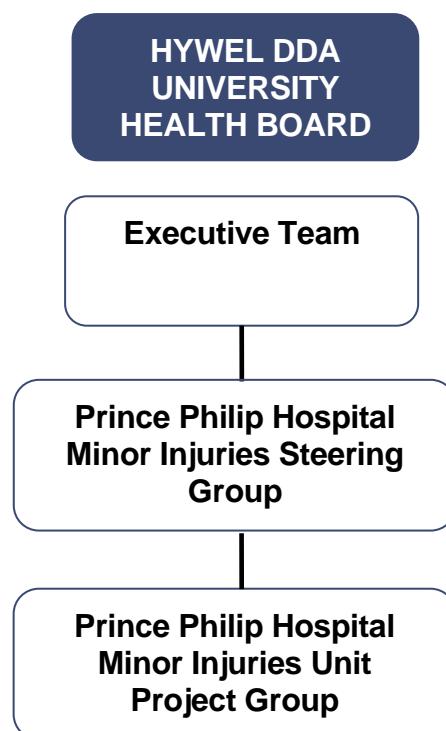 HYWEL DDA
UNIVERSITY
HEALTH BOARD
Executive Team
Prince Philip Hospital
Minor Injuries Steering
Group
Prince Philip Hospital
Minor Injuries Unit
Project Group